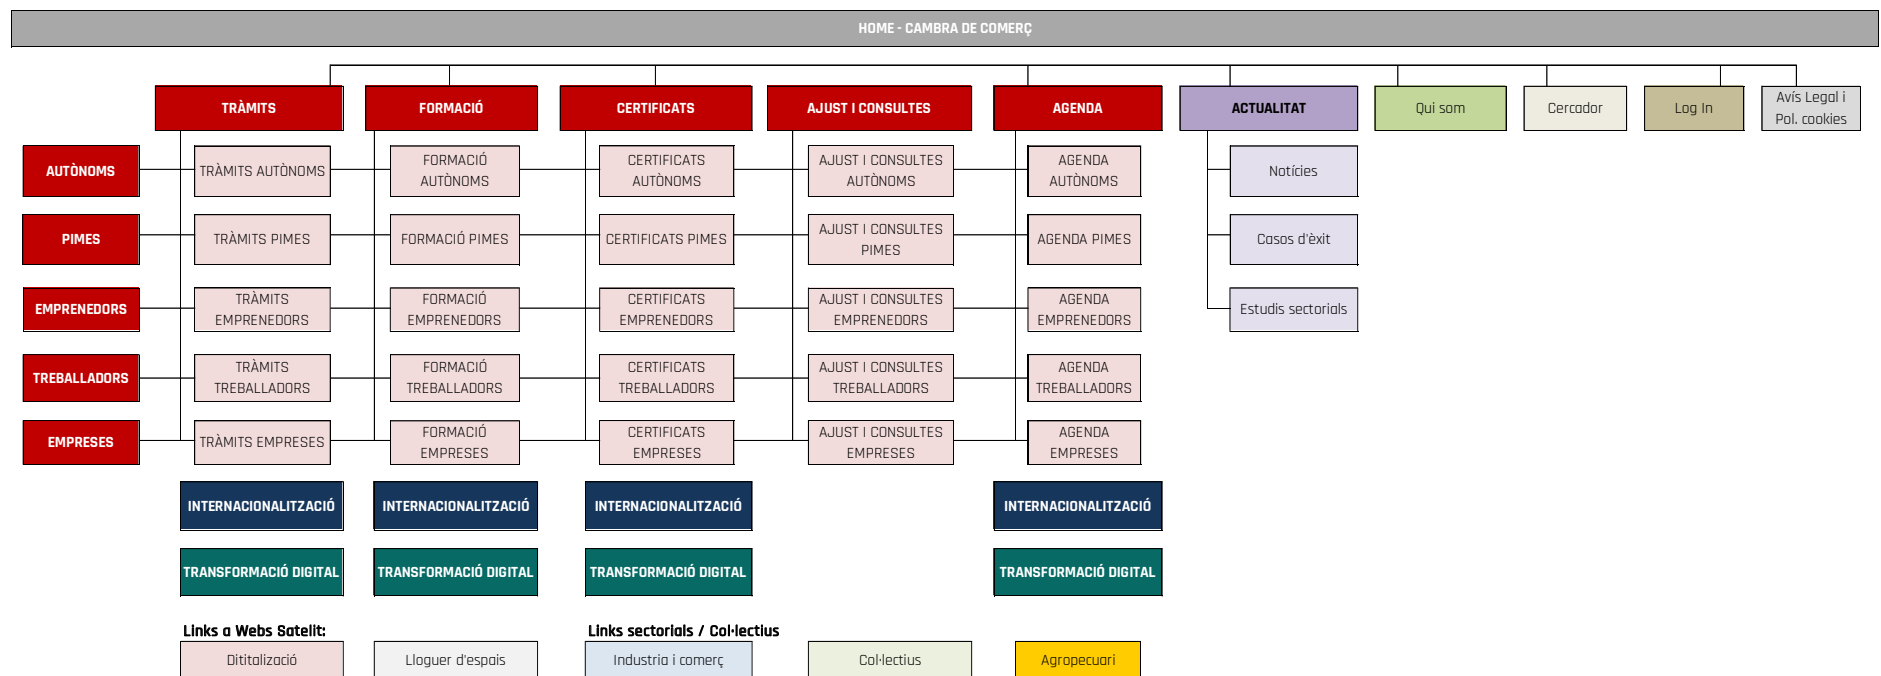 HOME - CAMBRA DE COMERÇ
TRÀMITS
FORMACIÓ
CERTIFICATS
AJUST I CONSULTES
AGENDA
ACTUALITAT
Qui som
Cercador
Log In
Avís Legal i
Pol. cookies
AUTÒNOMS
TRÀMITS AUTÒNOMS
FORMACIÓ
AUTÒNOMS
CERTIFICATS
AUTÒNOMS
AJUST I CONSULTES
AUTÒNOMS
AGENDA
AUTÒNOMS
Notícies
PIMES
TRÀMITS PIMES
FORMACIÓ PIMES
CERTIFICATS PIMES
AJUST I CONSULTES
PIMES
AGENDA PIMES
Casos d'èxit
EMPRENEDORS
TRÀMITS
EMPRENEDORS
FORMACIÓ
EMPRENEDORS
CERTIFICATS
EMPRENEDORS
AJUST I CONSULTES
EMPRENEDORS
AGENDA
EMPRENEDORS
Estudis sectorials
TREBALLADORS
TRÀMITS
TREBALLADORS
FORMACIÓ
TREBALLADORS
CERTIFICATS
TREBALLADORS
AJUST I CONSULTES
TREBALLADORS
AGENDA
TREBALLADORS
EMPRESES
TRÀMITS EMPRESES
FORMACIÓ
EMPRESES
CERTIFICATS
EMPRESES
AJUST I CONSULTES
EMPRESES
AGENDA
EMPRESES
INTERNACIONALITZACIÓ
INTERNACIONALITZACIÓ
INTERNACIONALITZACIÓ
INTERNACIONALITZACIÓ
TRANSFORMACIÓ DIGITAL
TRANSFORMACIÓ DIGITAL
TRANSFORMACIÓ DIGITAL
TRANSFORMACIÓ DIGITAL
Links a Webs Satelit:
Links sectorials / Col·lectius
Dititalizació
Lloguer d'espais
Industria i comerç
Col·lectius
Agropecuari